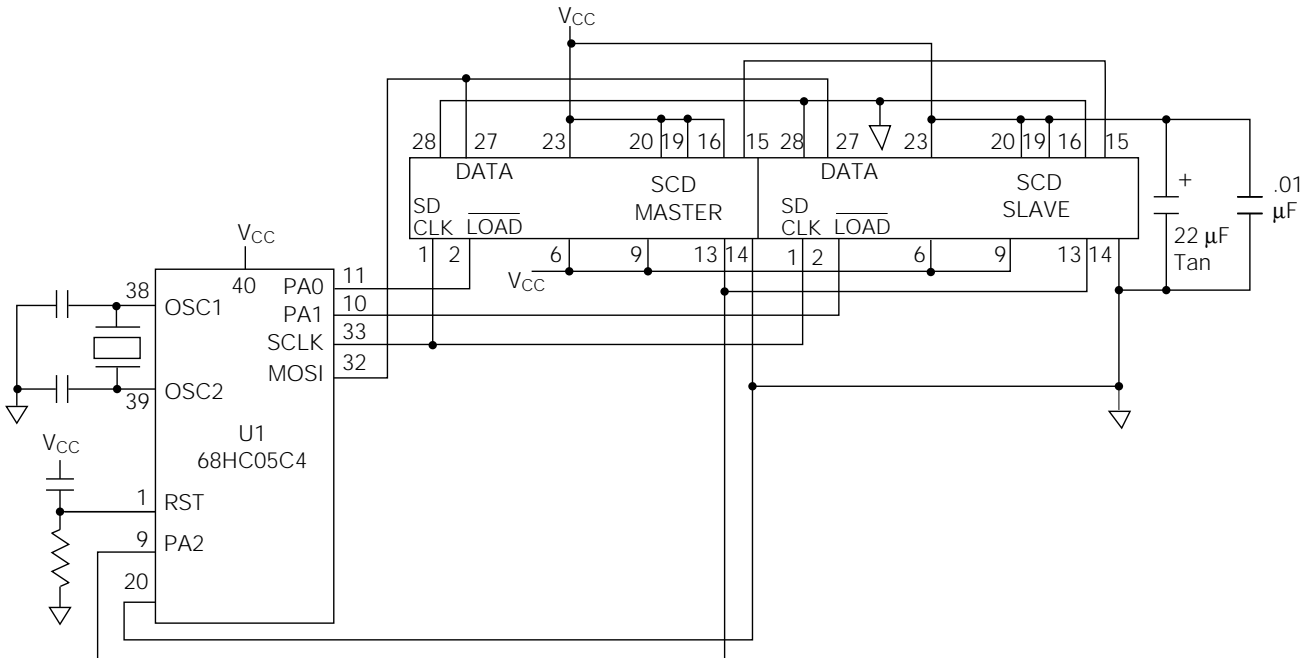 VCC
28 27 23 20 19 16 15 28 27 23 20 19 16 15
DATA DATA
SCD MASTER
SCD SLAVE
SD CLK LOAD
SD CLK LOAD
+
22 µF Tan
.01 µF
1 2 6 9 13 14 1 2 6 9 13 14
VCC
VCC
40
38 OSC1
39 OSC2
PA0 11
PA1 10
SCLK 33
MOSI 32
U1
68HC05C4
VCC
1 RST
9 PA2
20